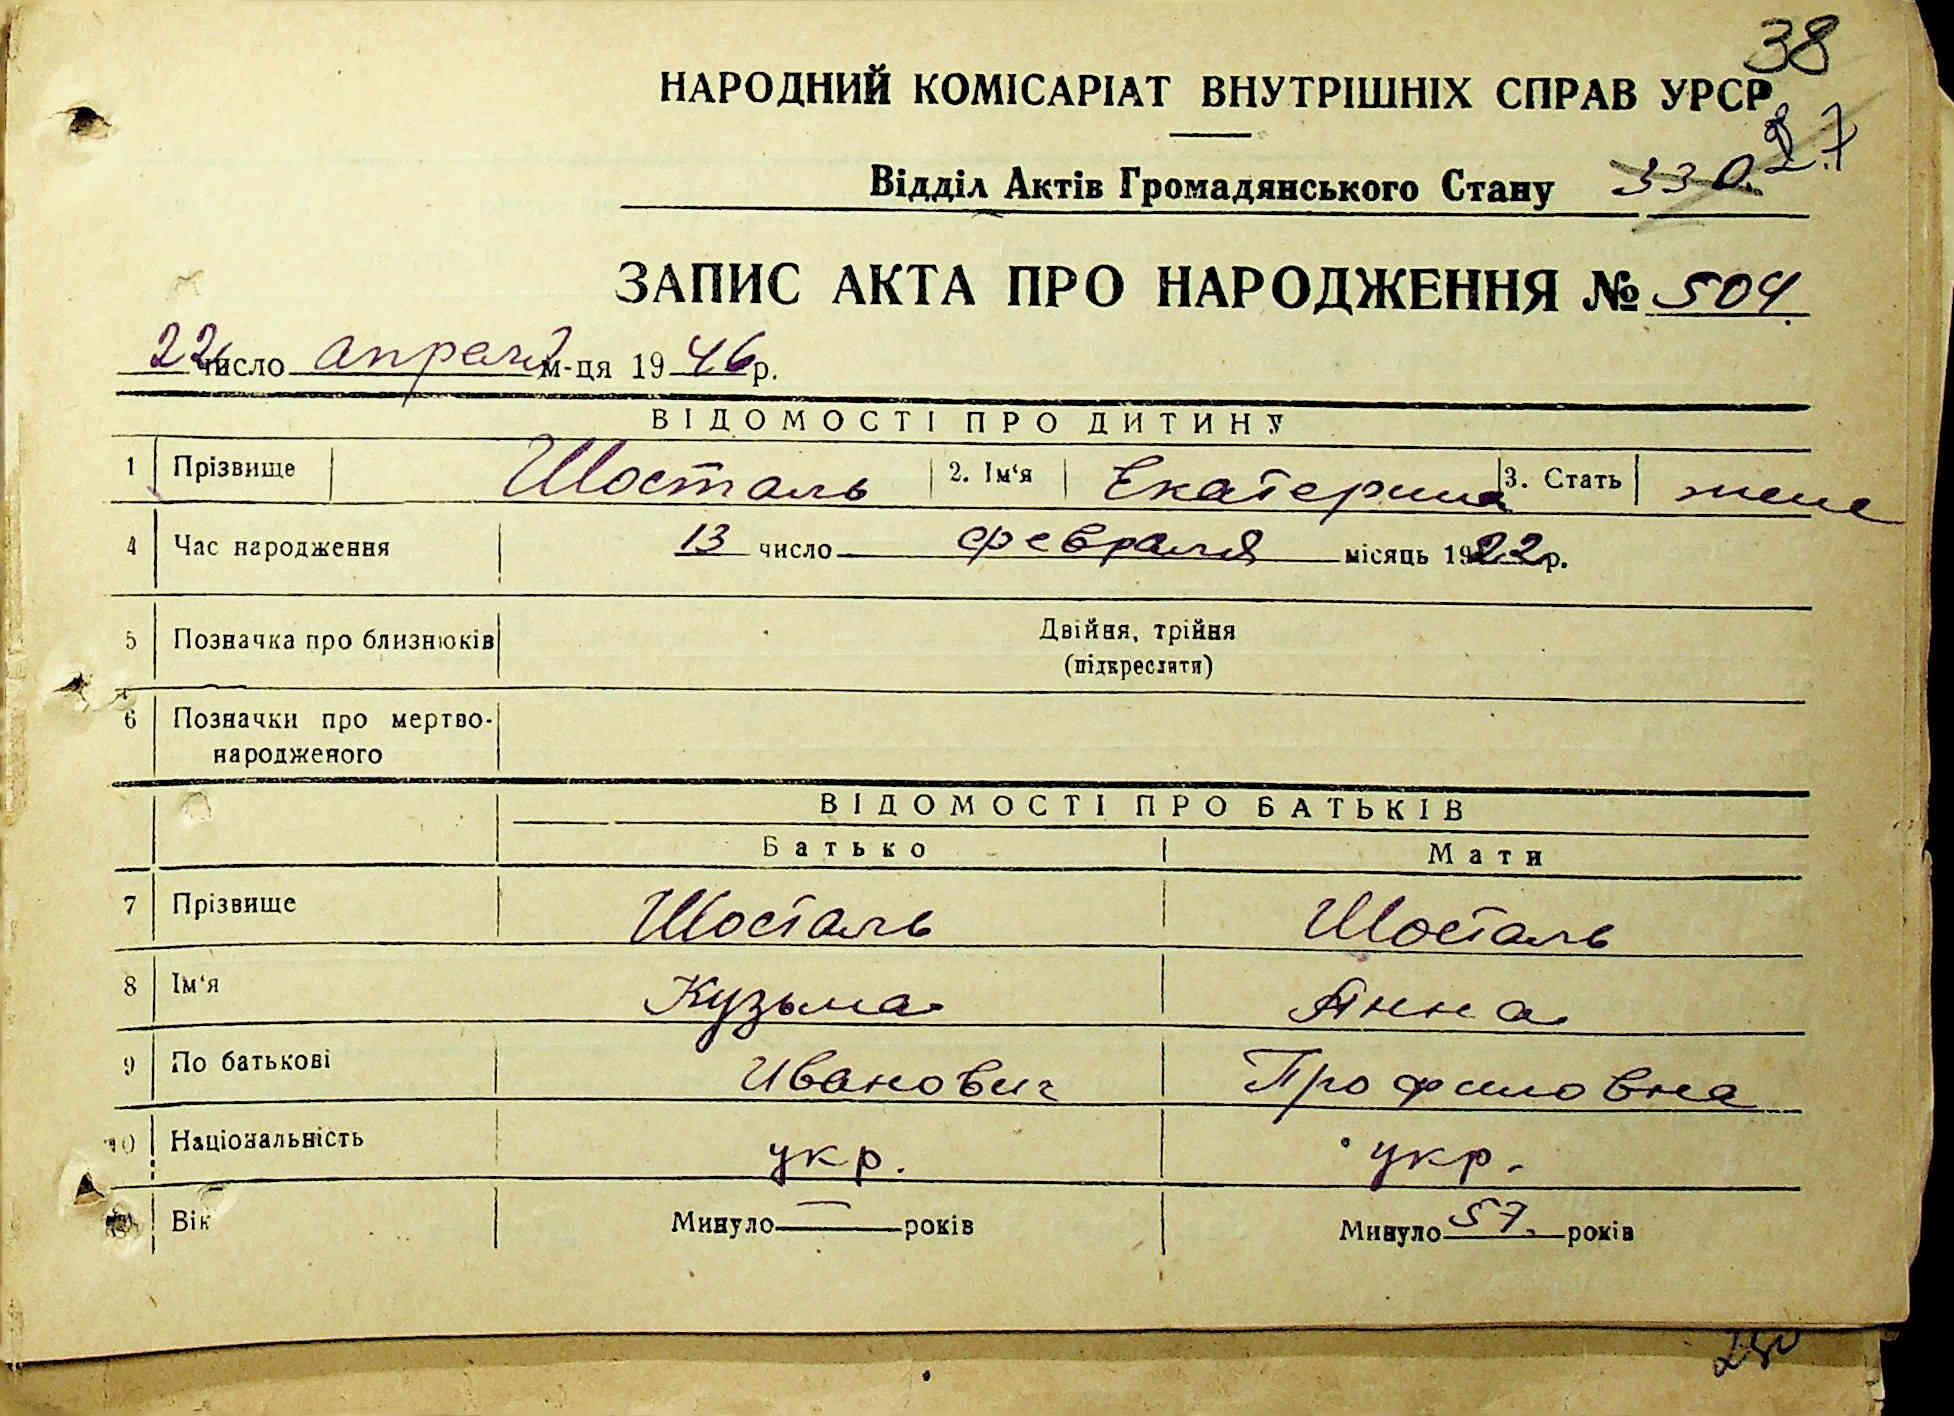 38
НАРОДНИЙ КОМІСАРІАТ ВНУТРІШНІХ СПРАВ УРСР
27
Відділ Актів Громадянського Стану 330.
ЗАПИС АКТА ПРО НАРОДЖЕННЯ № 504
22 число апреля м-ця 1946 р.
ВІДОМОСТІ ПРО ДИТИНУ
1 Прізвище Шосталь 2. Ім‘я Екатерина 3. Стать жене
4 Час народження 13 число февраля місяць 1922 р.
5 Позначка про близнюків Двійня, трійня
(підкреслити)
6 Позначки про мертво-
народженого
ВІДОМОСТІ ПРО БАТЬКІВ
Батько Мати
7 Прізвище Шосталь Шосталь
8 Ім‘я Кузьма Анна
9 По батькові Иванович Профиловна
10 Національність укр. укр.
Вік Минуло — років Минуло 57. років